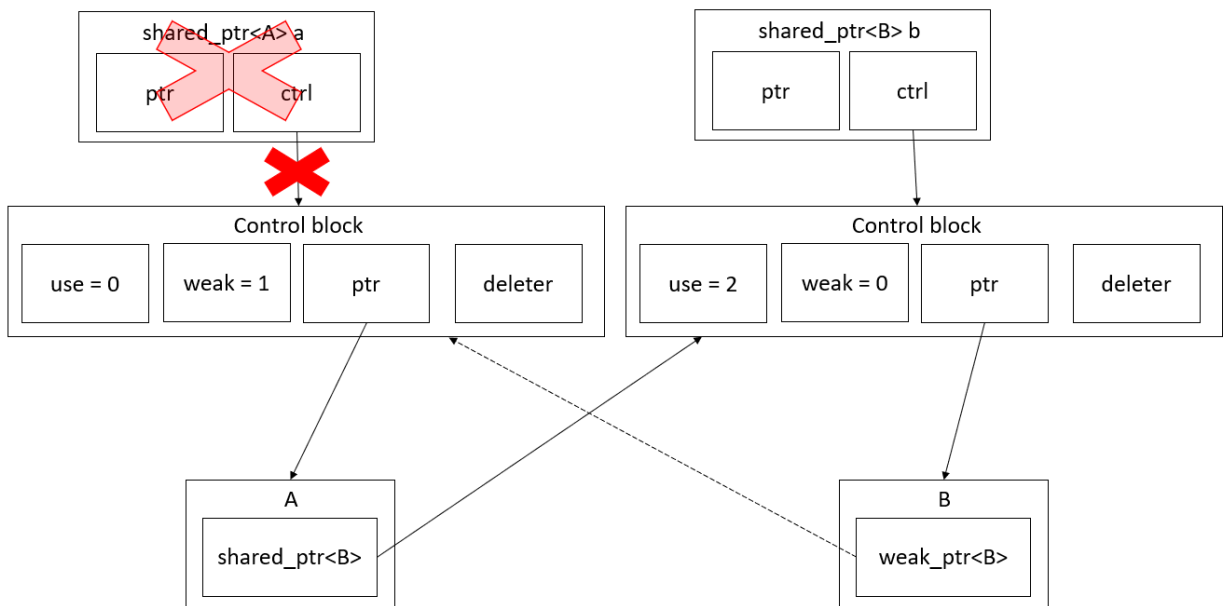 shared_ptr<A> a
ptr
ctrl
shared_ptr<B> b
ptr
ctrl
Control block
use = 0
weak = 1
ptr
deleter
Control block
use = 2
weak = 0
ptr
deleter
A
shared_ptr<B>
B
weak_ptr<B>